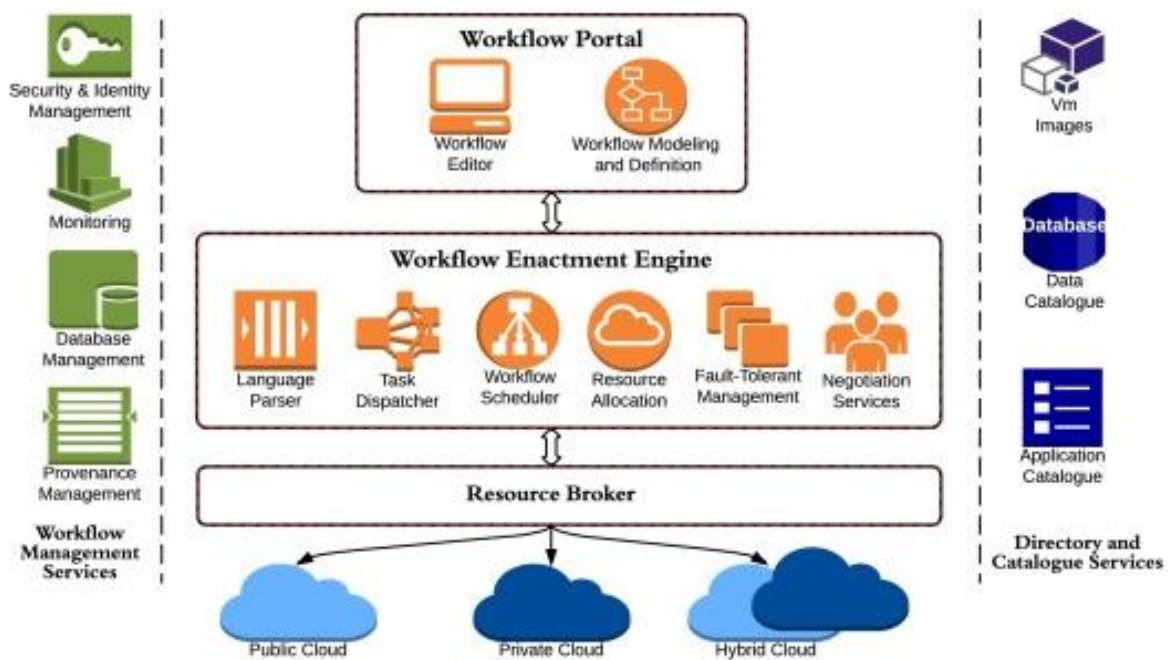 Security & Identity
Management
Monitoring
Database
Management
Provenance
Management
Workflow
Management
Services
Workflow Portal
Workflow
Editor
Workflow Modeling
and Definition
Workflow Enactment Engine
Language
Parser
Task
Dispatcher
Workflow
Scheduler
Resource
Allocation
Fault-Tolerant
Management
Negotiation
Services
Resource Broker
Public Cloud
Private Cloud
Hybrid Cloud
Vm
Images
Database
Data
Catalogue
Application
Catalogue
Directory and
Catalogue Services